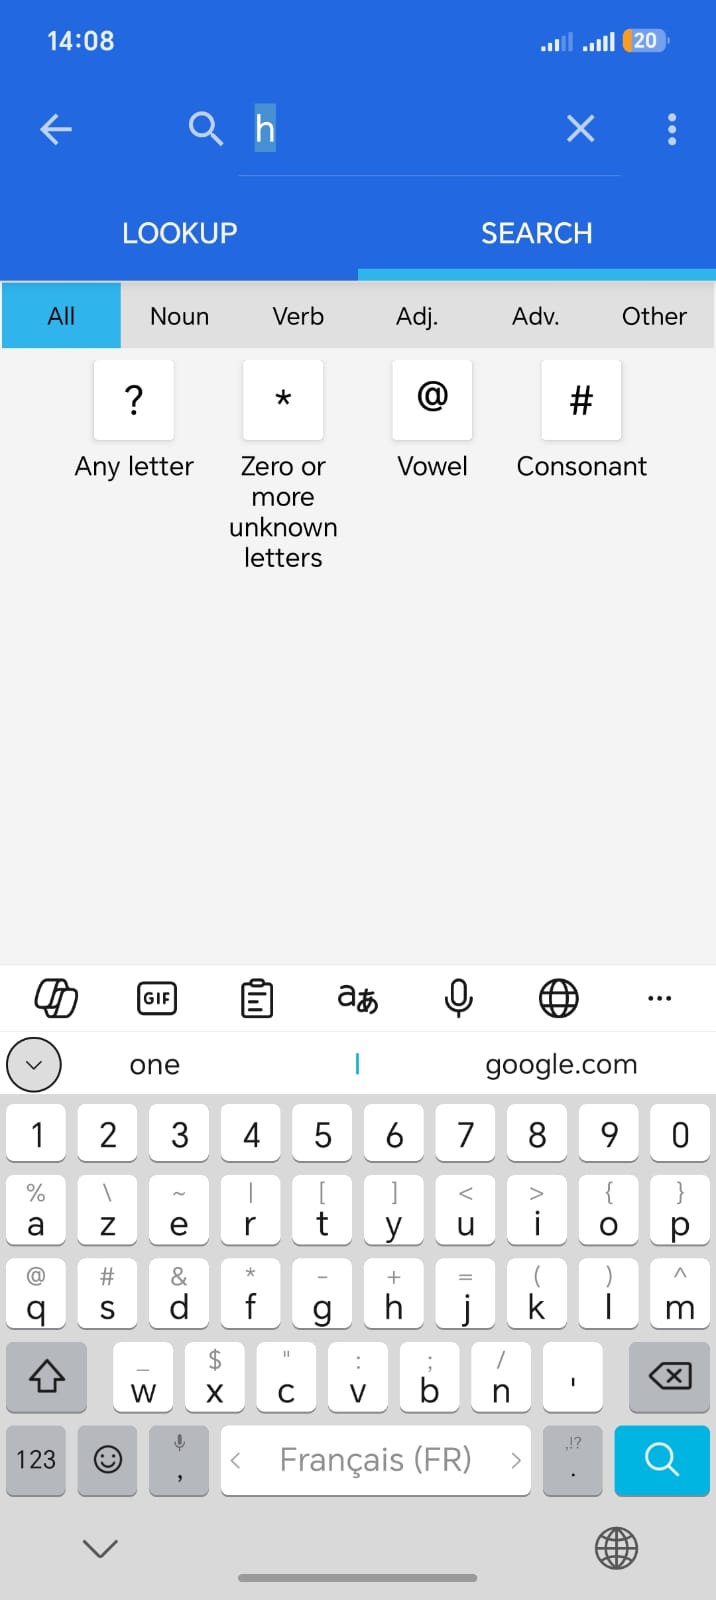 14:08
20
h
LOOKUP SEARCH
All Noun Verb Adj. Adv. Other
? * @ #
Any letter Zero or more unknown letters Vowel Consonant
GIF aあ ...
one I google.com
1 2 3 4 5 6 7 8 9 0
% \ ~ | [ ] < > { }
a z e r t y u i o p
@ # & * - + = ( ) ^
q s d f g h j k l m
_ $ " : ; /
w x c v b n '
,!?
123 , < Français (FR) > .